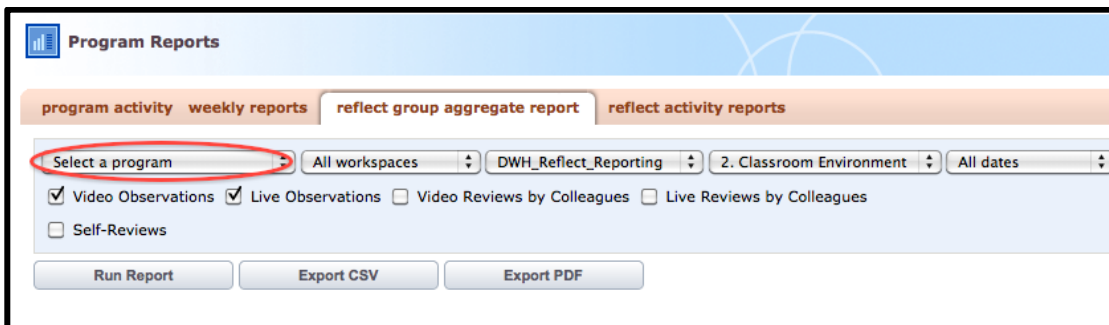 Program Reports
program activity weekly reports reflect group aggregate report reflect activity reports
Select a program All workspaces DWH_Reflect_Reporting 2. Classroom Environment All dates
Video Observations Live Observations Video Reviews by Colleagues Live Reviews by Colleagues
Self-Reviews
Run Report Export CSV Export PDF